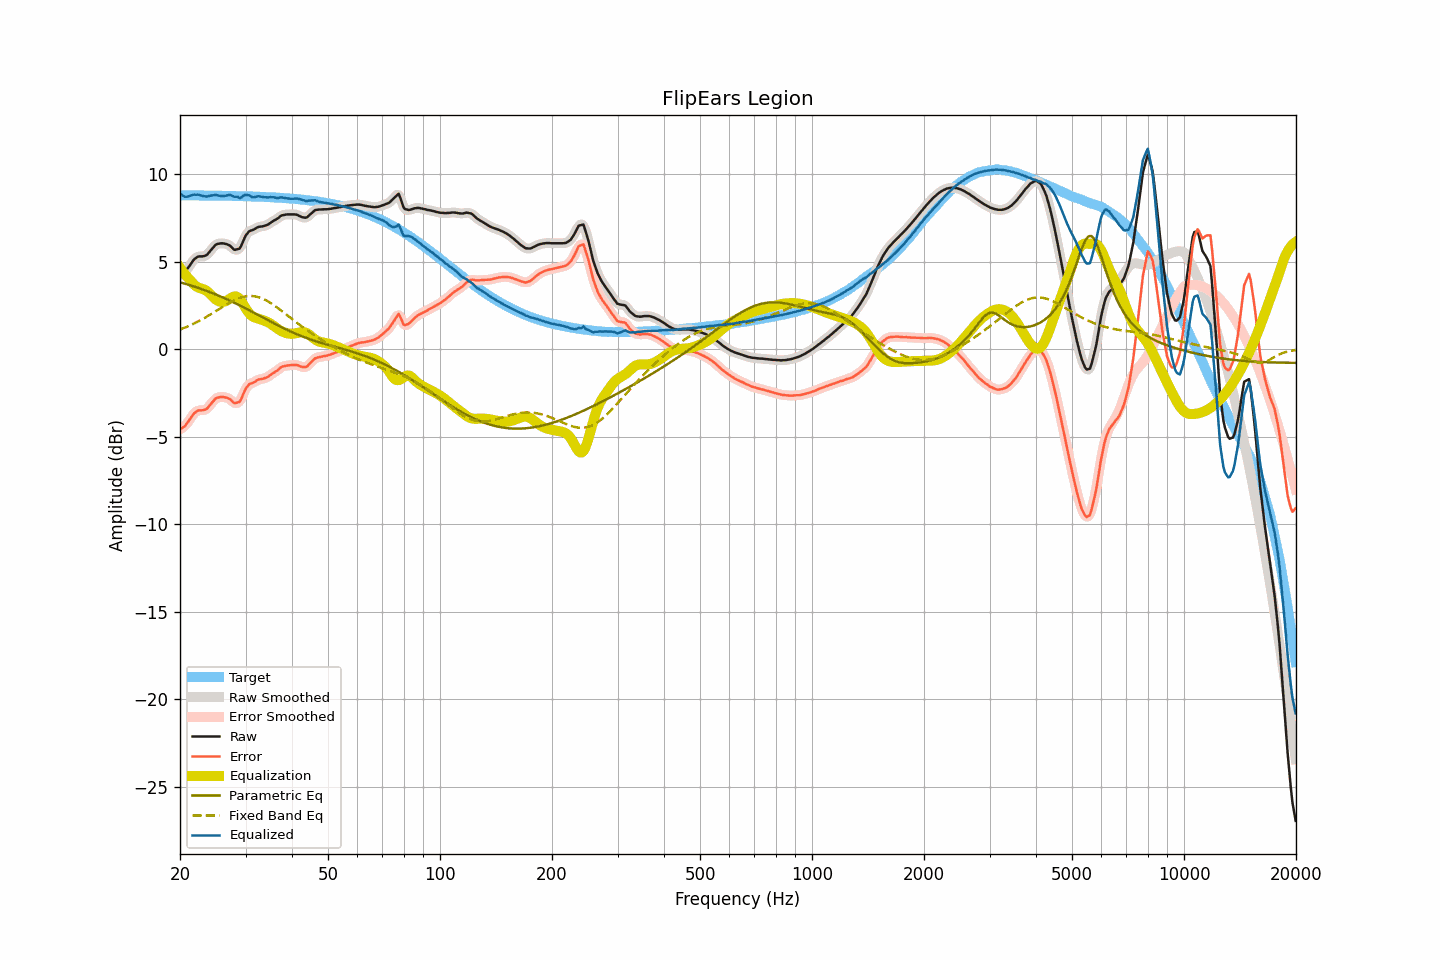 FlipEars Legion
Amplitude (dBr)
10
5
0
−5
−10
−15
−20
−25
Target
Raw Smoothed
Error Smoothed
Raw
Error
Equalization
Parametric Eq
Fixed Band Eq
Equalized
20 50 100 200 500 1000 2000 5000 10000 20000
Frequency (Hz)